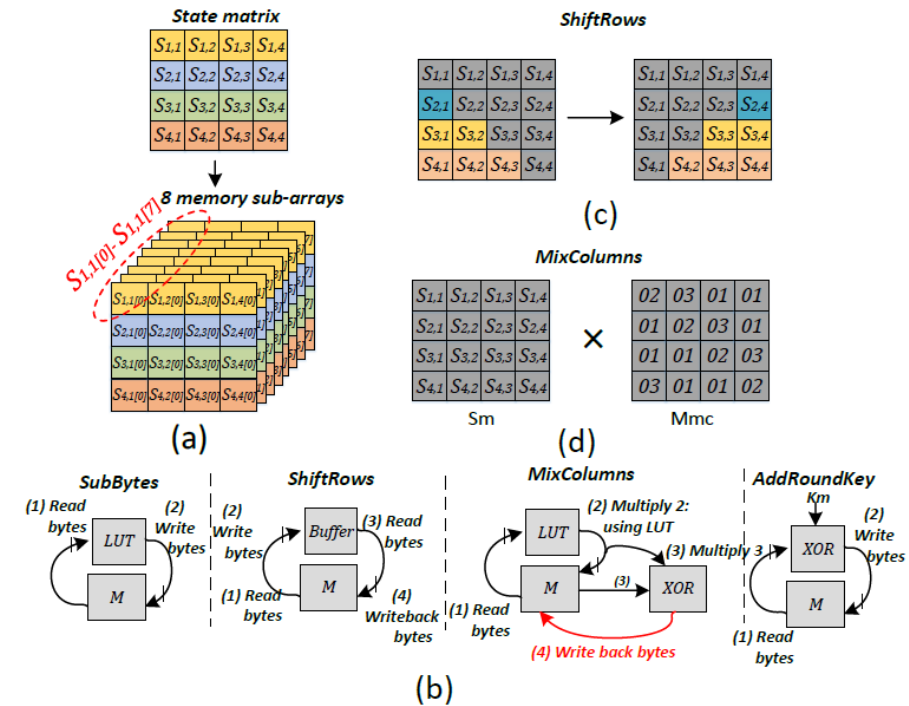 State matrix
S1,1 S1,2 S1,3 S1,4
S2,1 S2,2 S2,3 S2,4
S3,1 S3,2 S3,3 S3,4
S4,1 S4,2 S4,3 S4,4
8 memory sub-arrays
S1,1[0]- S1,1[7]
S1,1[0] S1,2[0] S1,3[0] S1,4[0]
S2,1[0] S2,2[0] S2,3[0] S2,4[0]
S3,1[0] S3,2[0] S3,3[0] S3,4[0]
S4,1[0] S4,2[0] S4,3[0] S4,4[0]
(a)
ShiftRows
S1,1 S1,2 S1,3 S1,4 S1,1 S1,2 S1,3 S1,4
S2,1 S2,2 S2,3 S2,4 S2,1 S2,2 S2,3 S2,4
S3,1 S3,2 S3,3 S3,4 S3,1 S3,2 S3,3 S3,4
S4,1 S4,2 S4,3 S4,4 S4,1 S4,2 S4,3 S4,4
(c)
MixColumns
S1,1 S1,2 S1,3 S1,4 02 03 01 01
S2,1 S2,2 S2,3 S2,4 × 01 02 03 01
S3,1 S3,2 S3,3 S3,4 01 01 02 03
S4,1 S4,2 S4,3 S4,4 03 01 01 02
Sm Mmc
(d)
SubBytes
(1) Read
bytes
(2)
Write
bytes
LUT
M
ShiftRows
(2)
Write
bytes
Buffer
(3) Read
bytes
M
(1) Read
bytes
(4)
Writeback
bytes
MixColumns
LUT
(2) Multiply 2:
using LUT
(3) Multiply 3
M
(3)
XOR
(1) Read
bytes
(4) Write back bytes
AddRoundKey
Km
XOR
(2)
Write
bytes
M
(1) Read
bytes
(b)